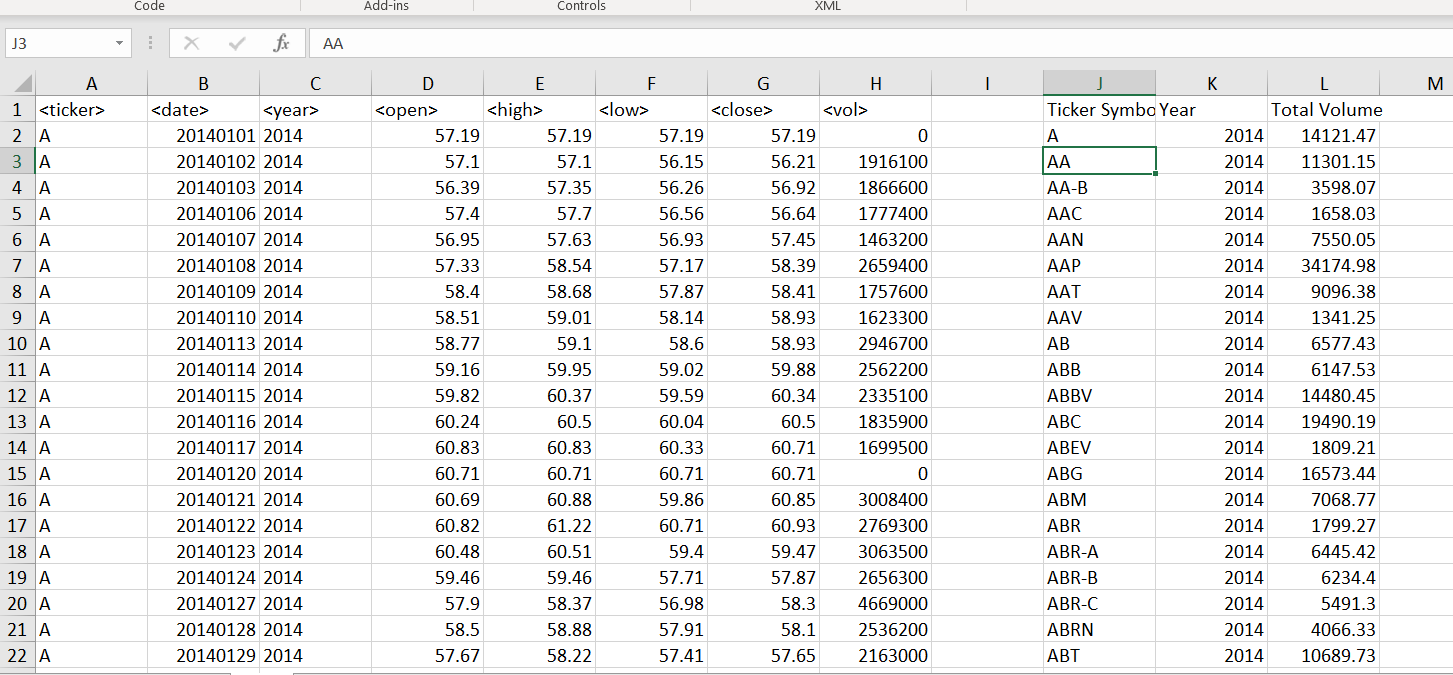 Code Add-ins Controls XML
J3 fx AA
A B C D E F G H I J K L M
1 <ticker> <date> <year> <open> <high> <low> <close> <vol> Ticker Symbo Year Total Volume
2 A 20140101 2014 57.19 57.19 57.19 57.19 0 A 2014 14121.47
3 A 20140102 2014 57.1 57.1 56.15 56.21 1916100 AA 2014 11301.15
4 A 20140103 2014 56.39 57.35 56.26 56.92 1866600 AA-B 2014 3598.07
5 A 20140106 2014 57.4 57.7 56.56 56.64 1777400 AAC 2014 1658.03
6 A 20140107 2014 56.95 57.63 56.93 57.45 1463200 AAN 2014 7550.05
7 A 20140108 2014 57.33 58.54 57.17 58.39 2659400 AAP 2014 34174.98
8 A 20140109 2014 58.4 58.68 57.87 58.41 1757600 AAT 2014 9096.38
9 A 20140110 2014 58.51 59.01 58.14 58.93 1623300 AAV 2014 1341.25
10 A 20140113 2014 58.77 59.1 58.6 58.93 2946700 AB 2014 6577.43
11 A 20140114 2014 59.16 59.95 59.02 59.88 2562200 ABB 2014 6147.53
12 A 20140115 2014 59.82 60.37 59.59 60.34 2335100 ABBV 2014 14480.45
13 A 20140116 2014 60.24 60.5 60.04 60.5 1835900 ABC 2014 19490.19
14 A 20140117 2014 60.83 60.83 60.33 60.71 1699500 ABEV 2014 1809.21
15 A 20140120 2014 60.71 60.71 60.71 60.71 0 ABG 2014 16573.44
16 A 20140121 2014 60.69 60.88 59.86 60.85 3008400 ABM 2014 7068.77
17 A 20140122 2014 60.82 61.22 60.71 60.93 2769300 ABR 2014 1799.27
18 A 20140123 2014 60.48 60.51 59.4 59.47 3063500 ABR-A 2014 6445.42
19 A 20140124 2014 59.46 59.46 57.71 57.87 2656300 ABR-B 2014 6234.4
20 A 20140127 2014 57.9 58.37 56.98 58.3 4669000 ABR-C 2014 5491.3
21 A 20140128 2014 58.5 58.88 57.91 58.1 2536200 ABRN 2014 4066.33
22 A 20140129 2014 57.67 58.22 57.41 57.65 2163000 ABT 2014 10689.73